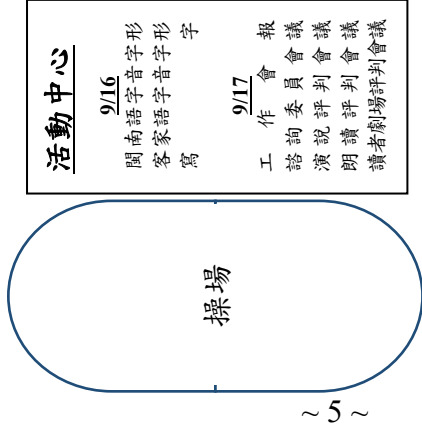 活動中心
9/16
閩南語字音字形
客家語字音字形
寫字
9/17
工作會報
諮詢委員會議
演說評判會議
朗讀評判會議
讀者劇場評判會議
操場
~ 5 ~